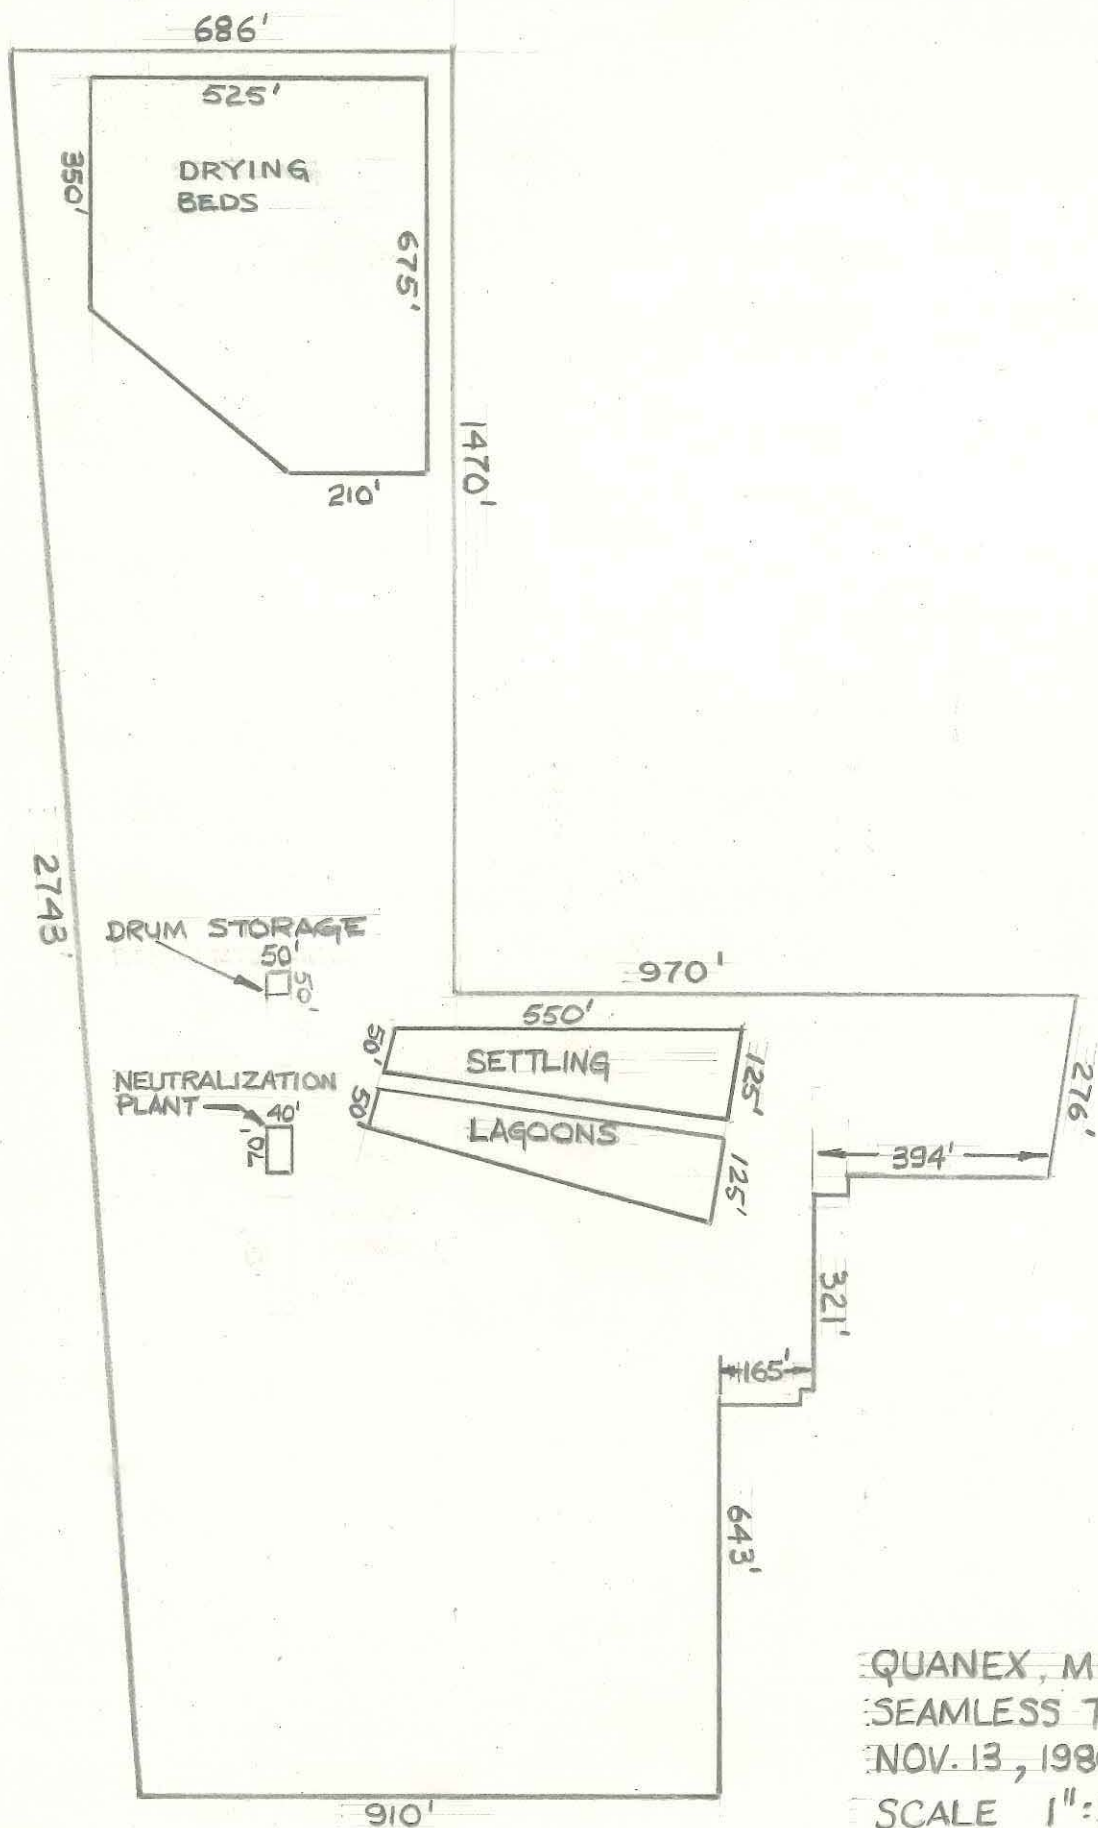 686'
525'
DRYING
BEDS
350'
675'
1470'
210'
2743'
DRUM STORAGE
50'
50'
970'
550'
50'
SETTLING
125'
276'
NEUTRALIZATION
PLANT
40'
70'
50'
LAGOONS
125'
394'
321'
165'
643'
910'
QUANEX, M
SEAMLESS
NOV. 13, 198
SCALE 1":